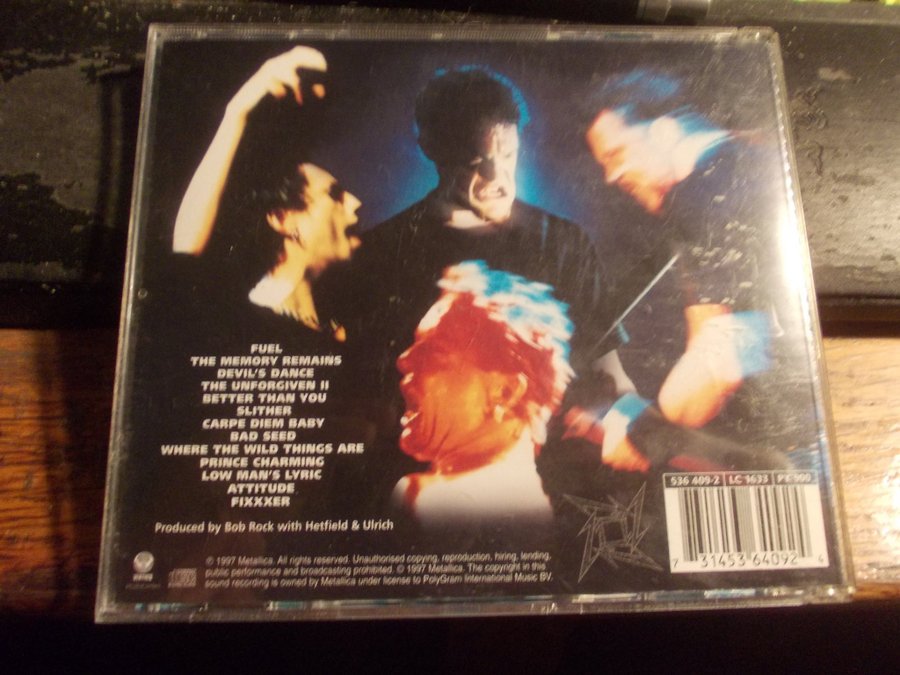 FUEL
THE MEMORY REMAINS
DEVIL'S DANCE
THE UNFORGIVEN II
BETTER THAN YOU
SLITHER
CARPE DIEM BABY
BAD SEED
WHERE THE WILD THINGS ARE
PRINCE CHARMING
LOW MAN'S LYRIC
ATTITUDE
FIXXXER
Produced by Bob Rock with Hetfield & Ulrich
© 1997 Metallica. All rights reserved. Unauthorised copying, reproduction, hiring, lending,
public performance and broadcasting prohibited. ℗ 1997 Metallica. The copyright in this
sound recording is owned by Metallica under license to PolyGram International Music BV.
536 409-2 LC 1633 PY 900
7 31453 64092 4